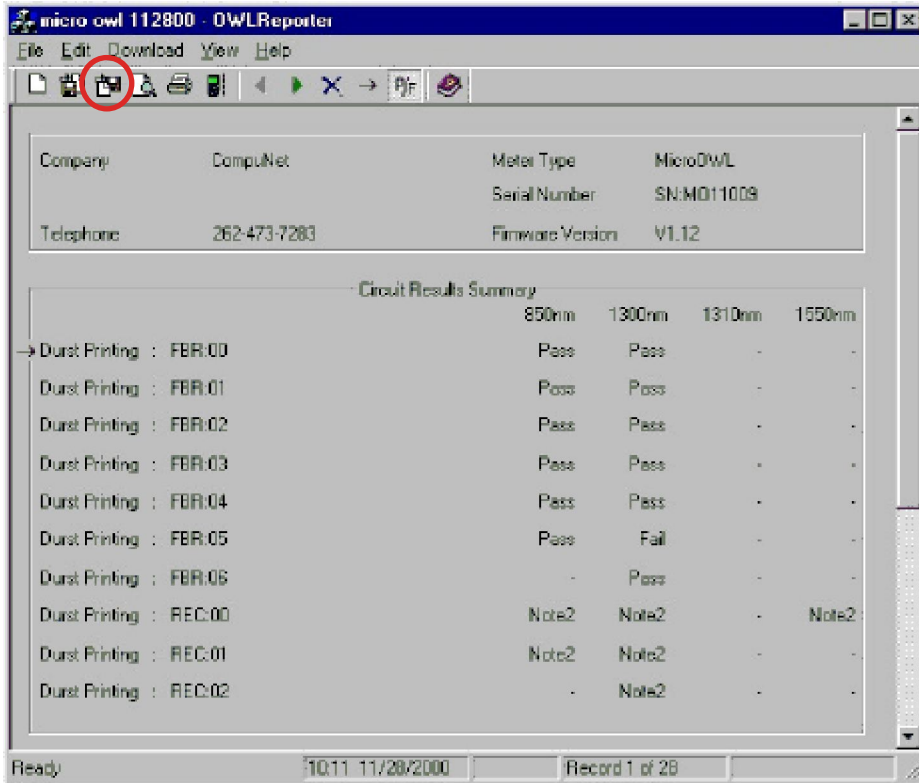 micro owl 112800 - OWLReporter
File Edit Download View Help
P/F
Company CompuNet Meter Type MicroOWL
Serial Number SN:MO11009
Telephone 262-473-7283 Firmware Version V1.12
Circuit Results Summary
850nm 1300nm 1310nm 1550nm
→ Durst Printing : FBR:00 Pass Pass - -
Durst Printing : FBR:01 Pass Pass - -
Durst Printing : FBR:02 Pass Pass - -
Durst Printing : FBR:03 Pass Pass - -
Durst Printing : FBR:04 Pass Pass - -
Durst Printing : FBR:05 Pass Fail - -
Durst Printing : FBR:06 - Pass - -
Durst Printing : REC:00 Note2 Note2 - Note2
Durst Printing : REC:01 Note2 Note2 - -
Durst Printing : REC:02 - Note2 - -
Ready 10:11 11/28/2000 Record 1 of 28